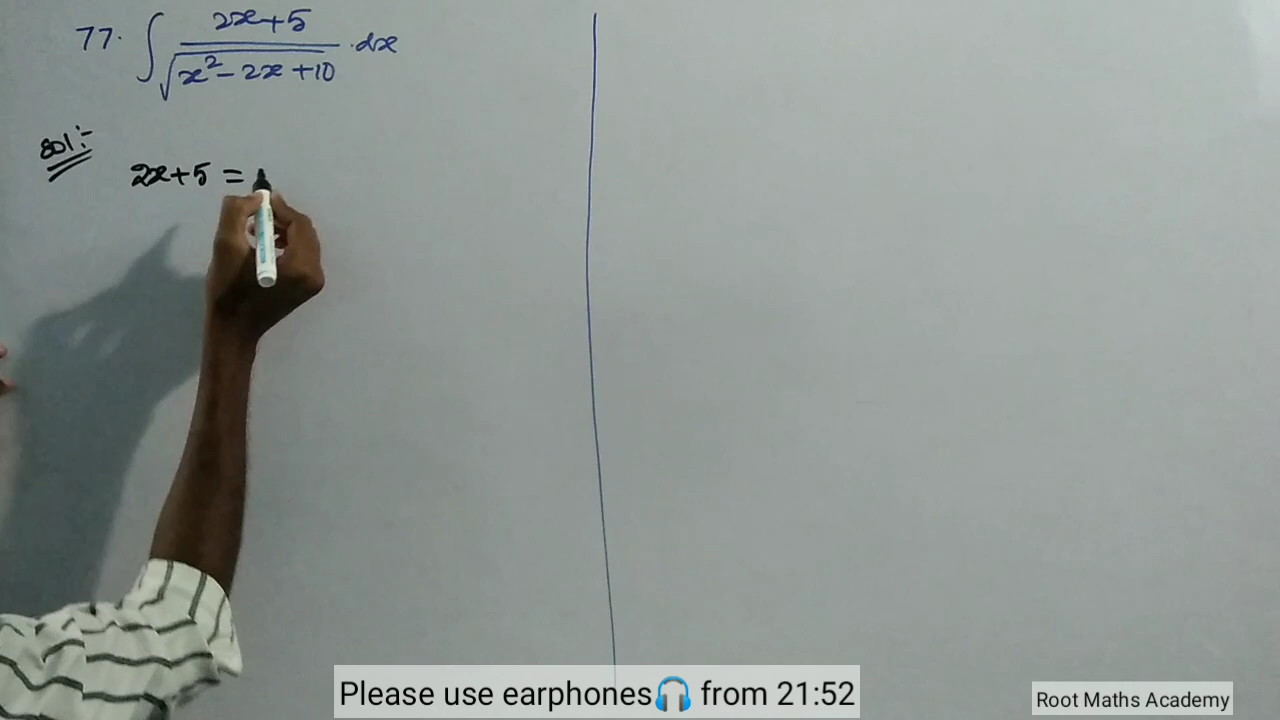 77. ∫ 2x+5 / √(x² - 2x + 10) .dx
Sol:-
2x+5 =
Please use earphones🎧 from 21:52
Root Maths Academy